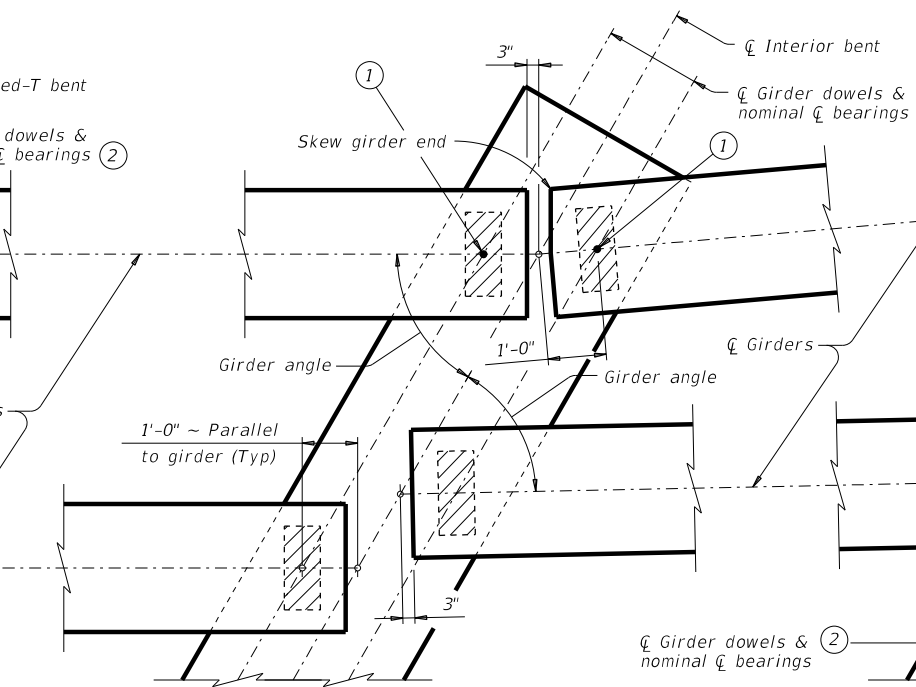 3"
℄ Interior bent
1
ed-T bent
℄ Girder dowels &
nominal ℄ bearings
dowels &
℄ bearings 2
Skew girder end
1
1'-0"
℄ Girders
Girder angle
Girder angle
1'-0" ~ Parallel
to girder (Typ)
s
3"
℄ Girder dowels & 2
nominal ℄ bearings